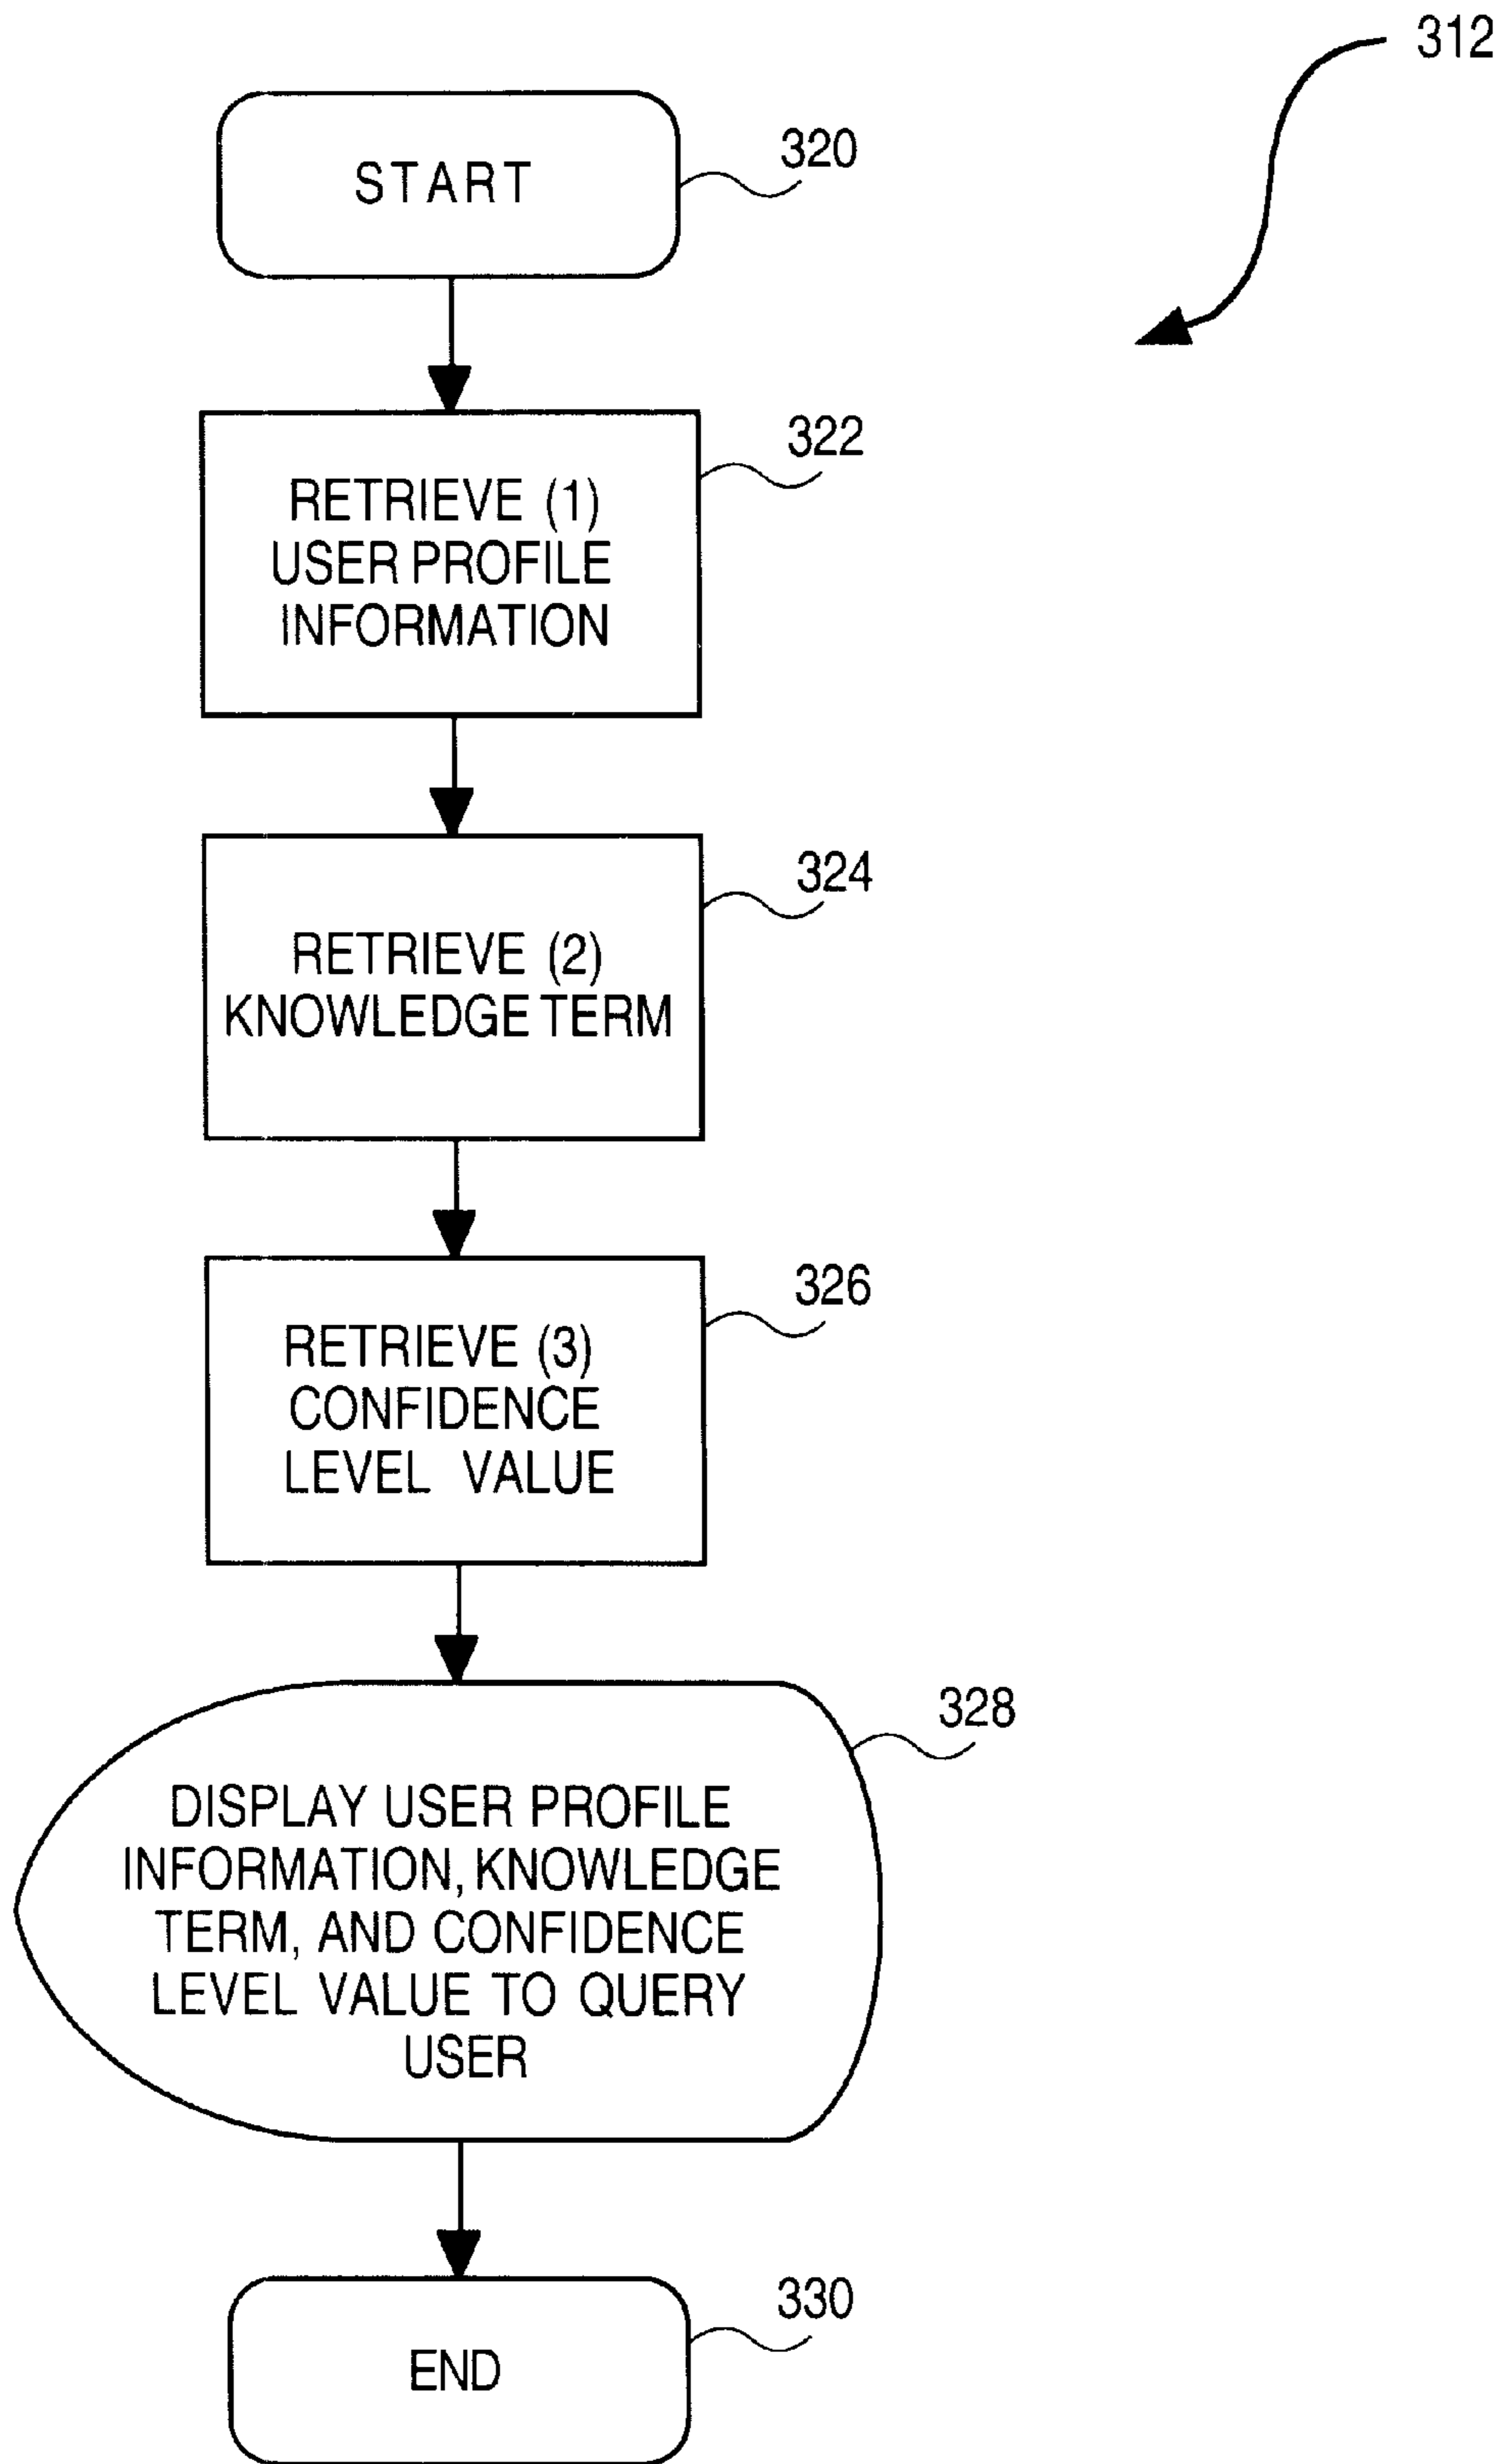 312
START
320
RETRIEVE (1)
USER PROFILE
INFORMATION
322
RETRIEVE (2)
KNOWLEDGE TERM
324
RETRIEVE (3)
CONFIDENCE
LEVEL VALUE
326
DISPLAY USER PROFILE
INFORMATION, KNOWLEDGE
TERM, AND CONFIDENCE
LEVEL VALUE TO QUERY
USER
328
END
330